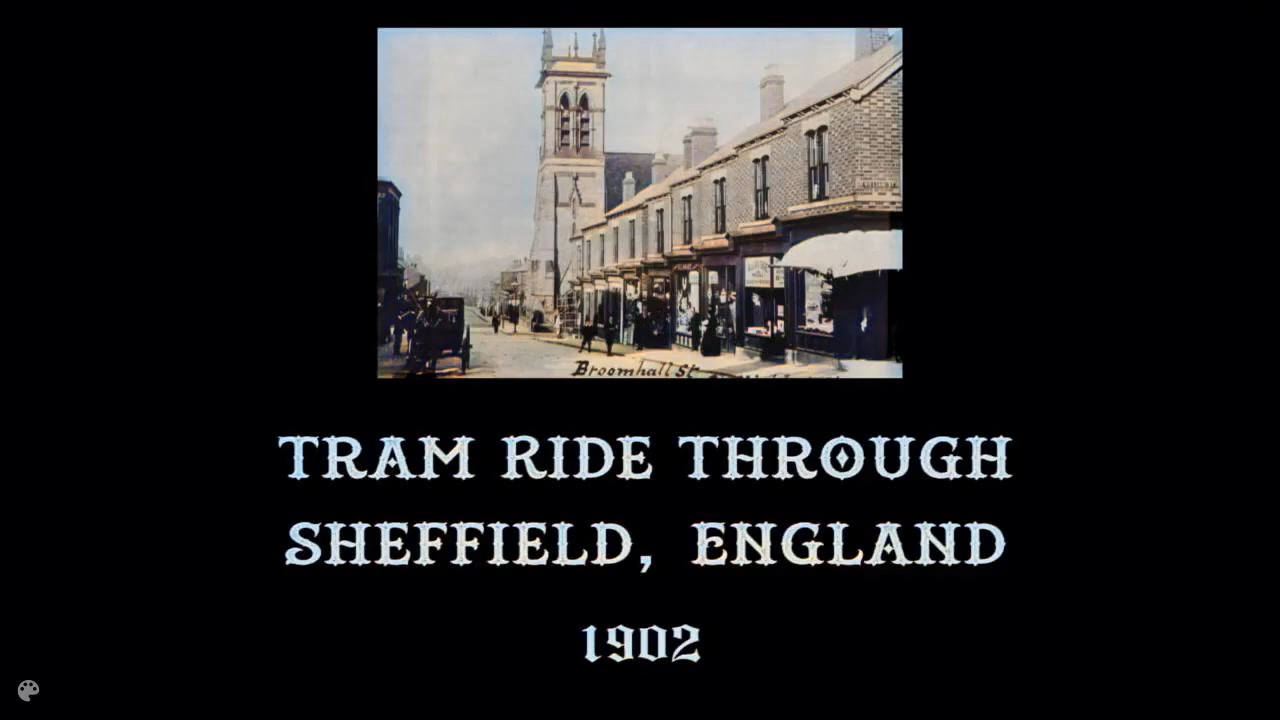 Broomhall St
TRAM RIDE THROUGH
SHEFFIELD, ENGLAND
1902